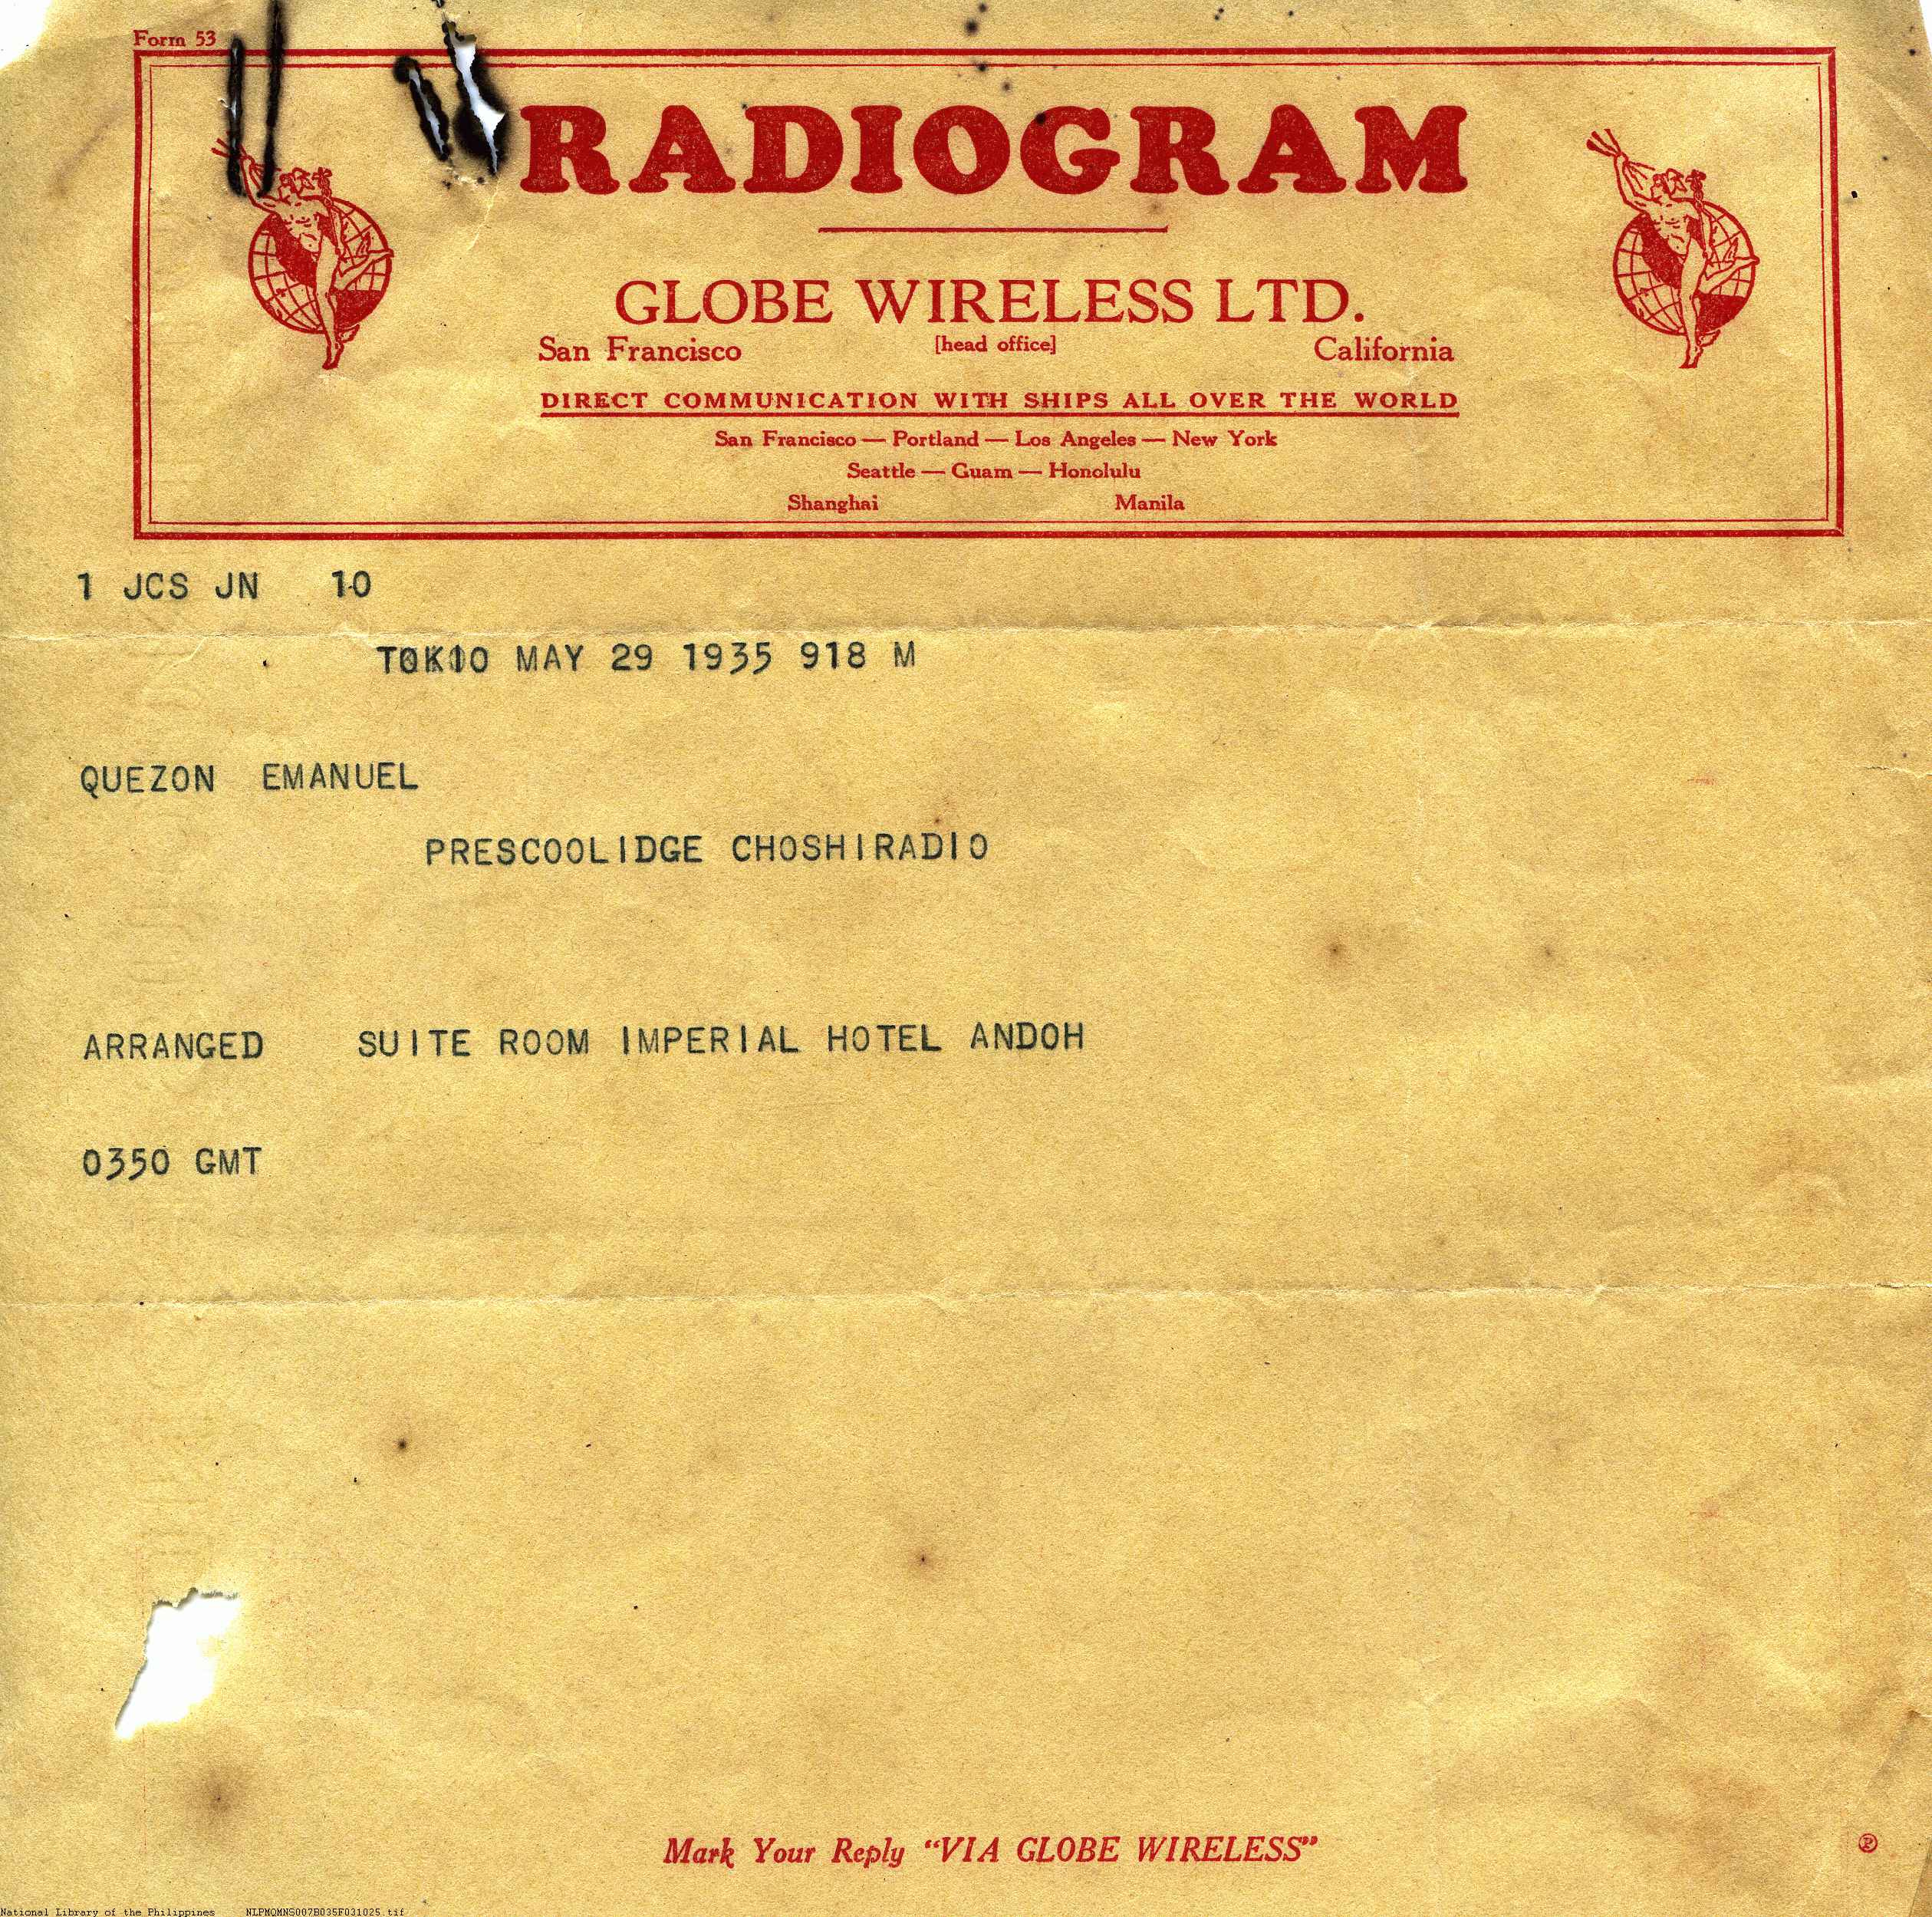 Form 53
RADIOGRAM
GLOBE WIRELESS LTD.
San Francisco [head office] California
DIRECT COMMUNICATION WITH SHIPS ALL OVER THE WORLD
San Francisco — Portland — Los Angeles — New York
Seattle — Guam — Honolulu
Shanghai Manila
1 JCS JN 10
TOKIO MAY 29 1935 918 M
QUEZON EMANUEL
PRESCOOLIDGE CHOSHIRADIO
ARRANGED SUITE ROOM IMPERIAL HOTEL ANDOH
0350 GMT
Mark Your Reply “VIA GLOBE WIRELESS”
Ⓟ
National Library of the Philippines NLPMQMNS007B035F031025.tif